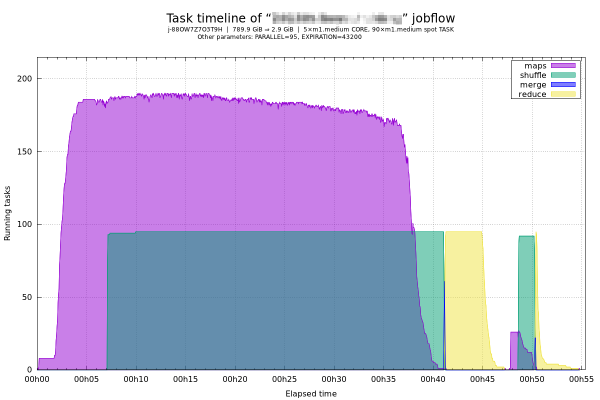 Task timeline of “ ” jobflow
j-88OW7Z7O3T9H | 789.9 GiB → 2.9 GiB | 5×m1.medium CORE, 90×m1.medium spot TASK
Other parameters: PARALLEL=95, EXPIRATION=43200
maps
shuffle
merge
reduce
200
150
100
50
0
Running tasks
00h00 00h05 00h10 00h15 00h20 00h25 00h30 00h35 00h40 00h45 00h50 00h55
Elapsed time